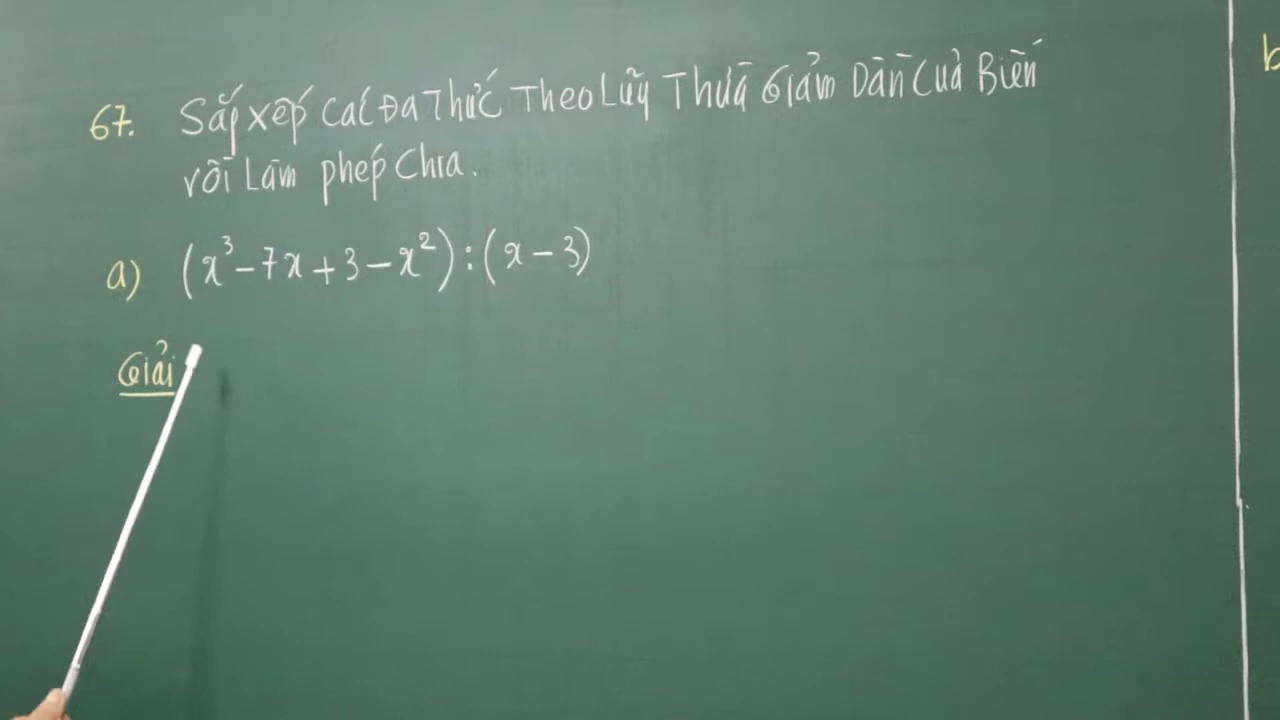 67. Sắp xếp Các Đa Thức Theo Lũy Thừa Giảm Dần Của Biến
rồi Làm phép Chia.
a) (x³ - 7x + 3 - x²) : (x - 3)
Giải
b